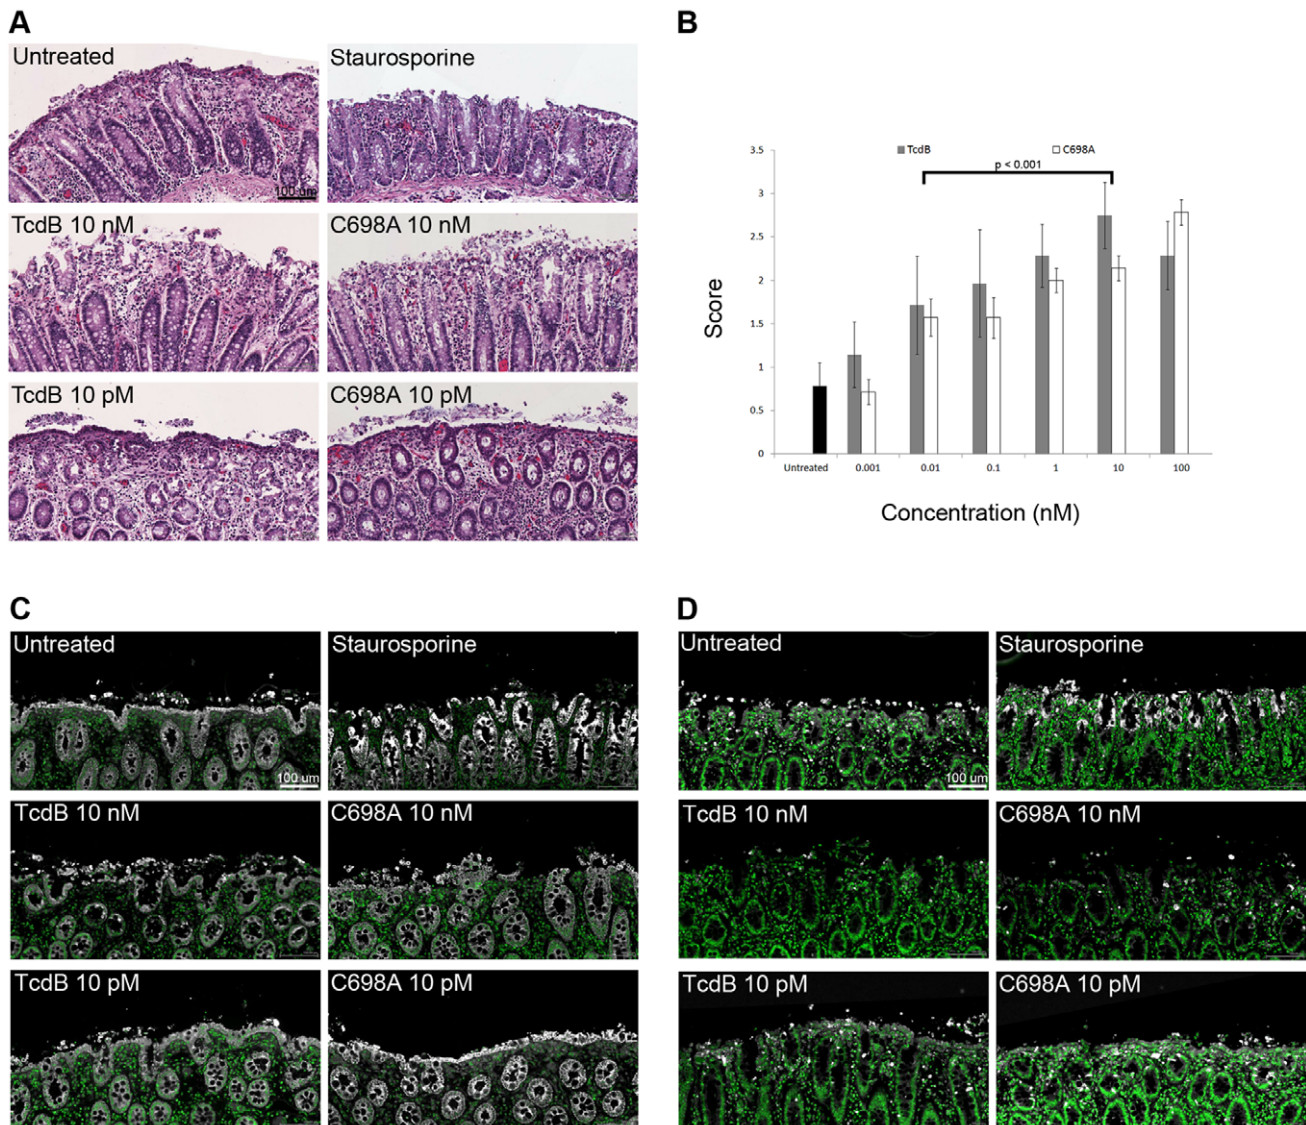 A
Untreated
Staurosporine
100 um
TcdB 10 nM
C698A 10 nM
TcdB 10 pM
C698A 10 pM
B
TcdB
C698A
p < 0.001
3.5
3
2.5
2
1.5
1
0.5
0
Score
Untreated 0.001 0.01 0.1 1 10 100
Concentration (nM)
C
Untreated
Staurosporine
100 um
TcdB 10 nM
C698A 10 nM
TcdB 10 pM
C698A 10 pM
D
Untreated
Staurosporine
100 um
TcdB 10 nM
C698A 10 nM
TcdB 10 pM
C698A 10 pM